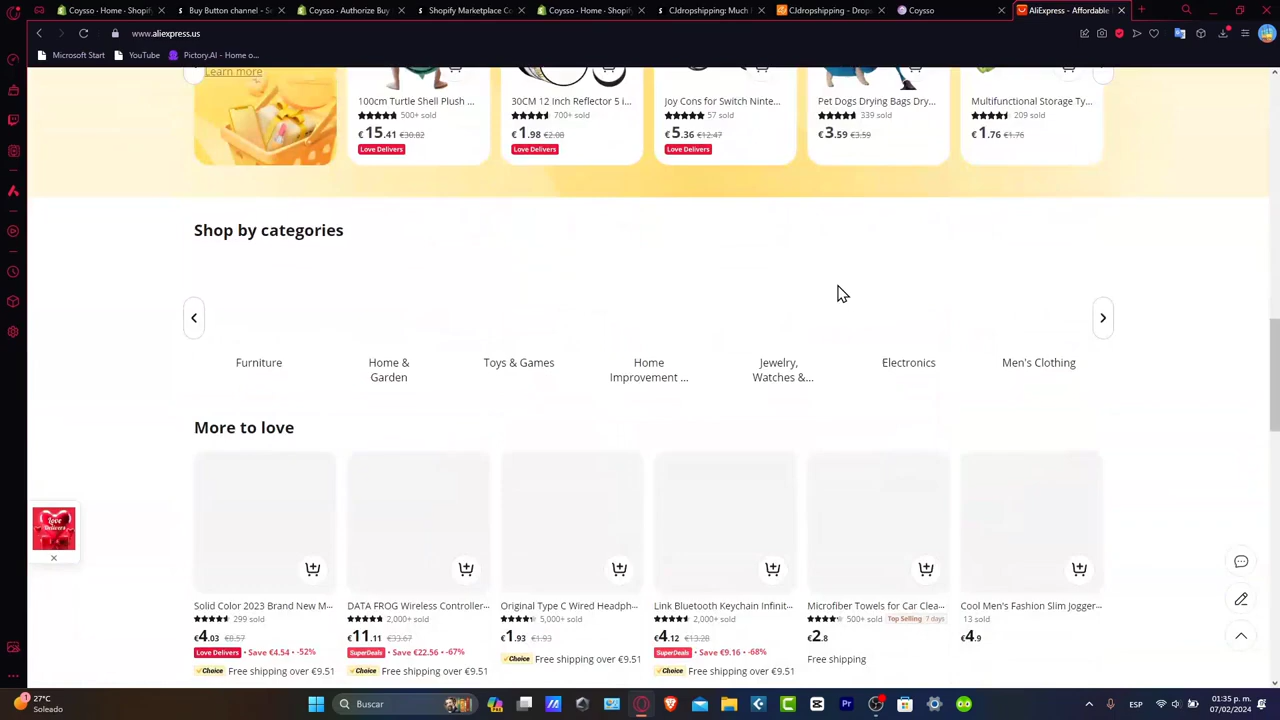 Coysso - Home - Shopify
Buy Button channel - S
Coysso - Authorize Buy
Shopify Marketplace Co
Coysso - Home - Shopify
CJdropshipping: Much
CJdropshipping - Drops
Coysso
AliExpress - Affordable
www.aliexpress.us
Microsoft Start
YouTube
Pictory.AI - Home o...
Learn more
100cm Turtle Shell Plush ...
30CM 12 Inch Reflector 5 i...
Joy Cons for Switch Ninte...
Pet Dogs Drying Bags Dry...
Multifunctional Storage Ty...
500+ sold
700+ sold
57 sold
339 sold
209 sold
€15.41 €30.82
€1.98 €2.08
€5.36 €12.47
€3.59 €3.59
€1.76 €1.76
Love Delivers
Love Delivers
Love Delivers
Shop by categories
Furniture
Home &
Garden
Toys & Games
Home
Improvement ...
Jewelry,
Watches &...
Electronics
Men's Clothing
More to love
Love
Delivers
Solid Color 2023 Brand New M...
DATA FROG Wireless Controller...
Original Type C Wired Headph...
Link Bluetooth Keychain Infinit...
Microfiber Towels for Car Clea...
Cool Men's Fashion Slim Jogger...
299 sold
2,000+ sold
5,000+ sold
2,000+ sold
500+ sold Top Selling 7 days
13 sold
€4.03 €8.57
€11.11 €33.67
€1.93 €1.93
€4.12 €13.28
€2.8
€4.9
Love Delivers • Save €4.54 • -52%
SuperDeals • Save €22.56 • -67%
Choice Free shipping over €9.51
SuperDeals • Save €9.16 • -68%
Free shipping
Choice Free shipping over €9.51
Choice Free shipping over €9.51
Choice Free shipping over €9.51
27°C
Soleado
Buscar
ESP
01:35 p. m.
07/02/2024